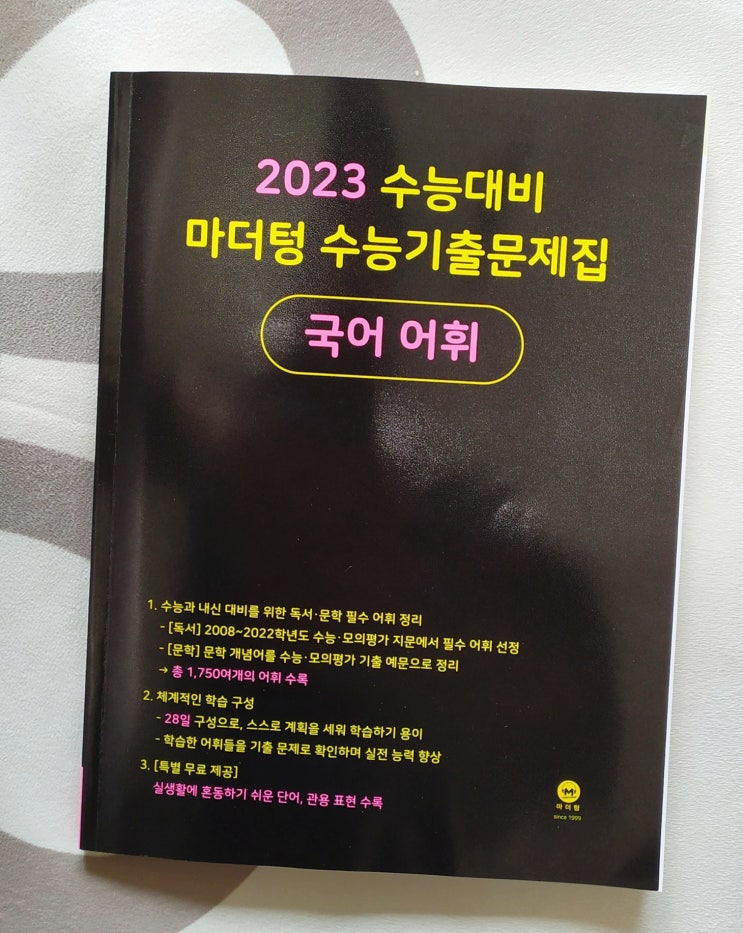 2023 수능대비
마더텅 수능기출문제집
국어 어휘
1. 수능과 내신 대비를 위한 독서·문학 필수 어휘 정리
- [독서] 2008~2022학년도 수능·모의평가 지문에서 필수 어휘 선정
- [문학] 문학 개념어를 수능·모의평가 기출 예문으로 정리
→ 총 1,750여개의 어휘 수록
2. 체계적인 학습 구성
- 28일 구성으로, 스스로 계획을 세워 학습하기 용이
- 학습한 어휘들을 기출 문제로 확인하며 실전 능력 향상
3. [특별 무료 제공]
실생활에 혼동하기 쉬운 단어, 관용 표현 수록
M
마더텅
since 1999